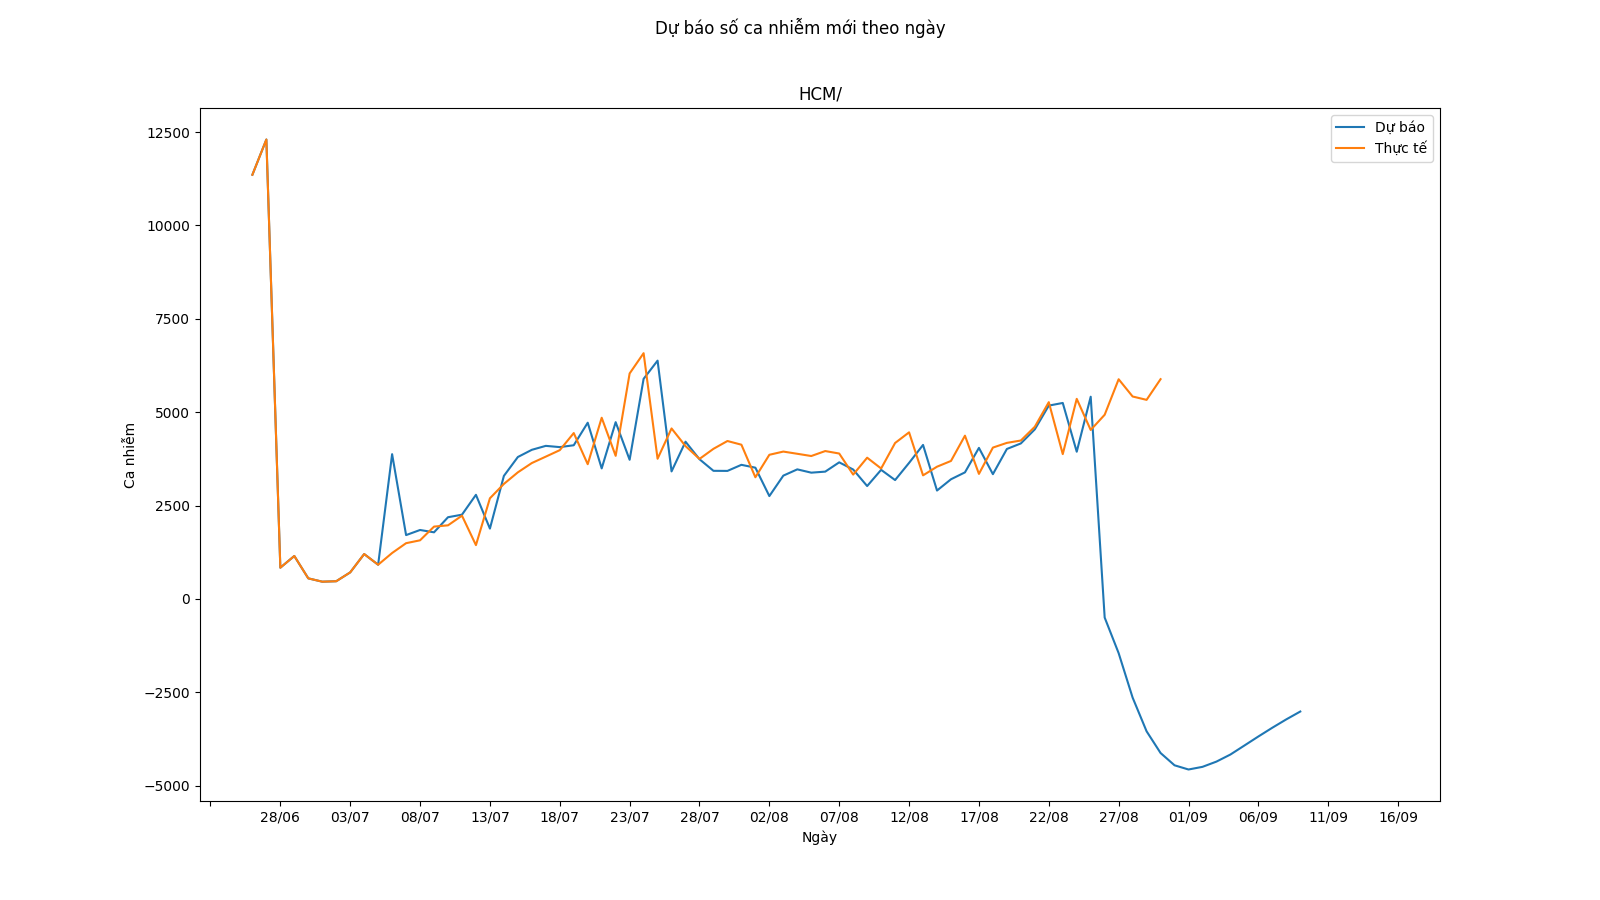 Dự báo số ca nhiễm mới theo ngày
HCM/
Dự báo
Thực tế
Ca nhiễm
12500
10000
7500
5000
2500
0
−2500
−5000
28/06 03/07 08/07 13/07 18/07 23/07 28/07 02/08 07/08 12/08 17/08 22/08 27/08 01/09 06/09 11/09 16/09
Ngày